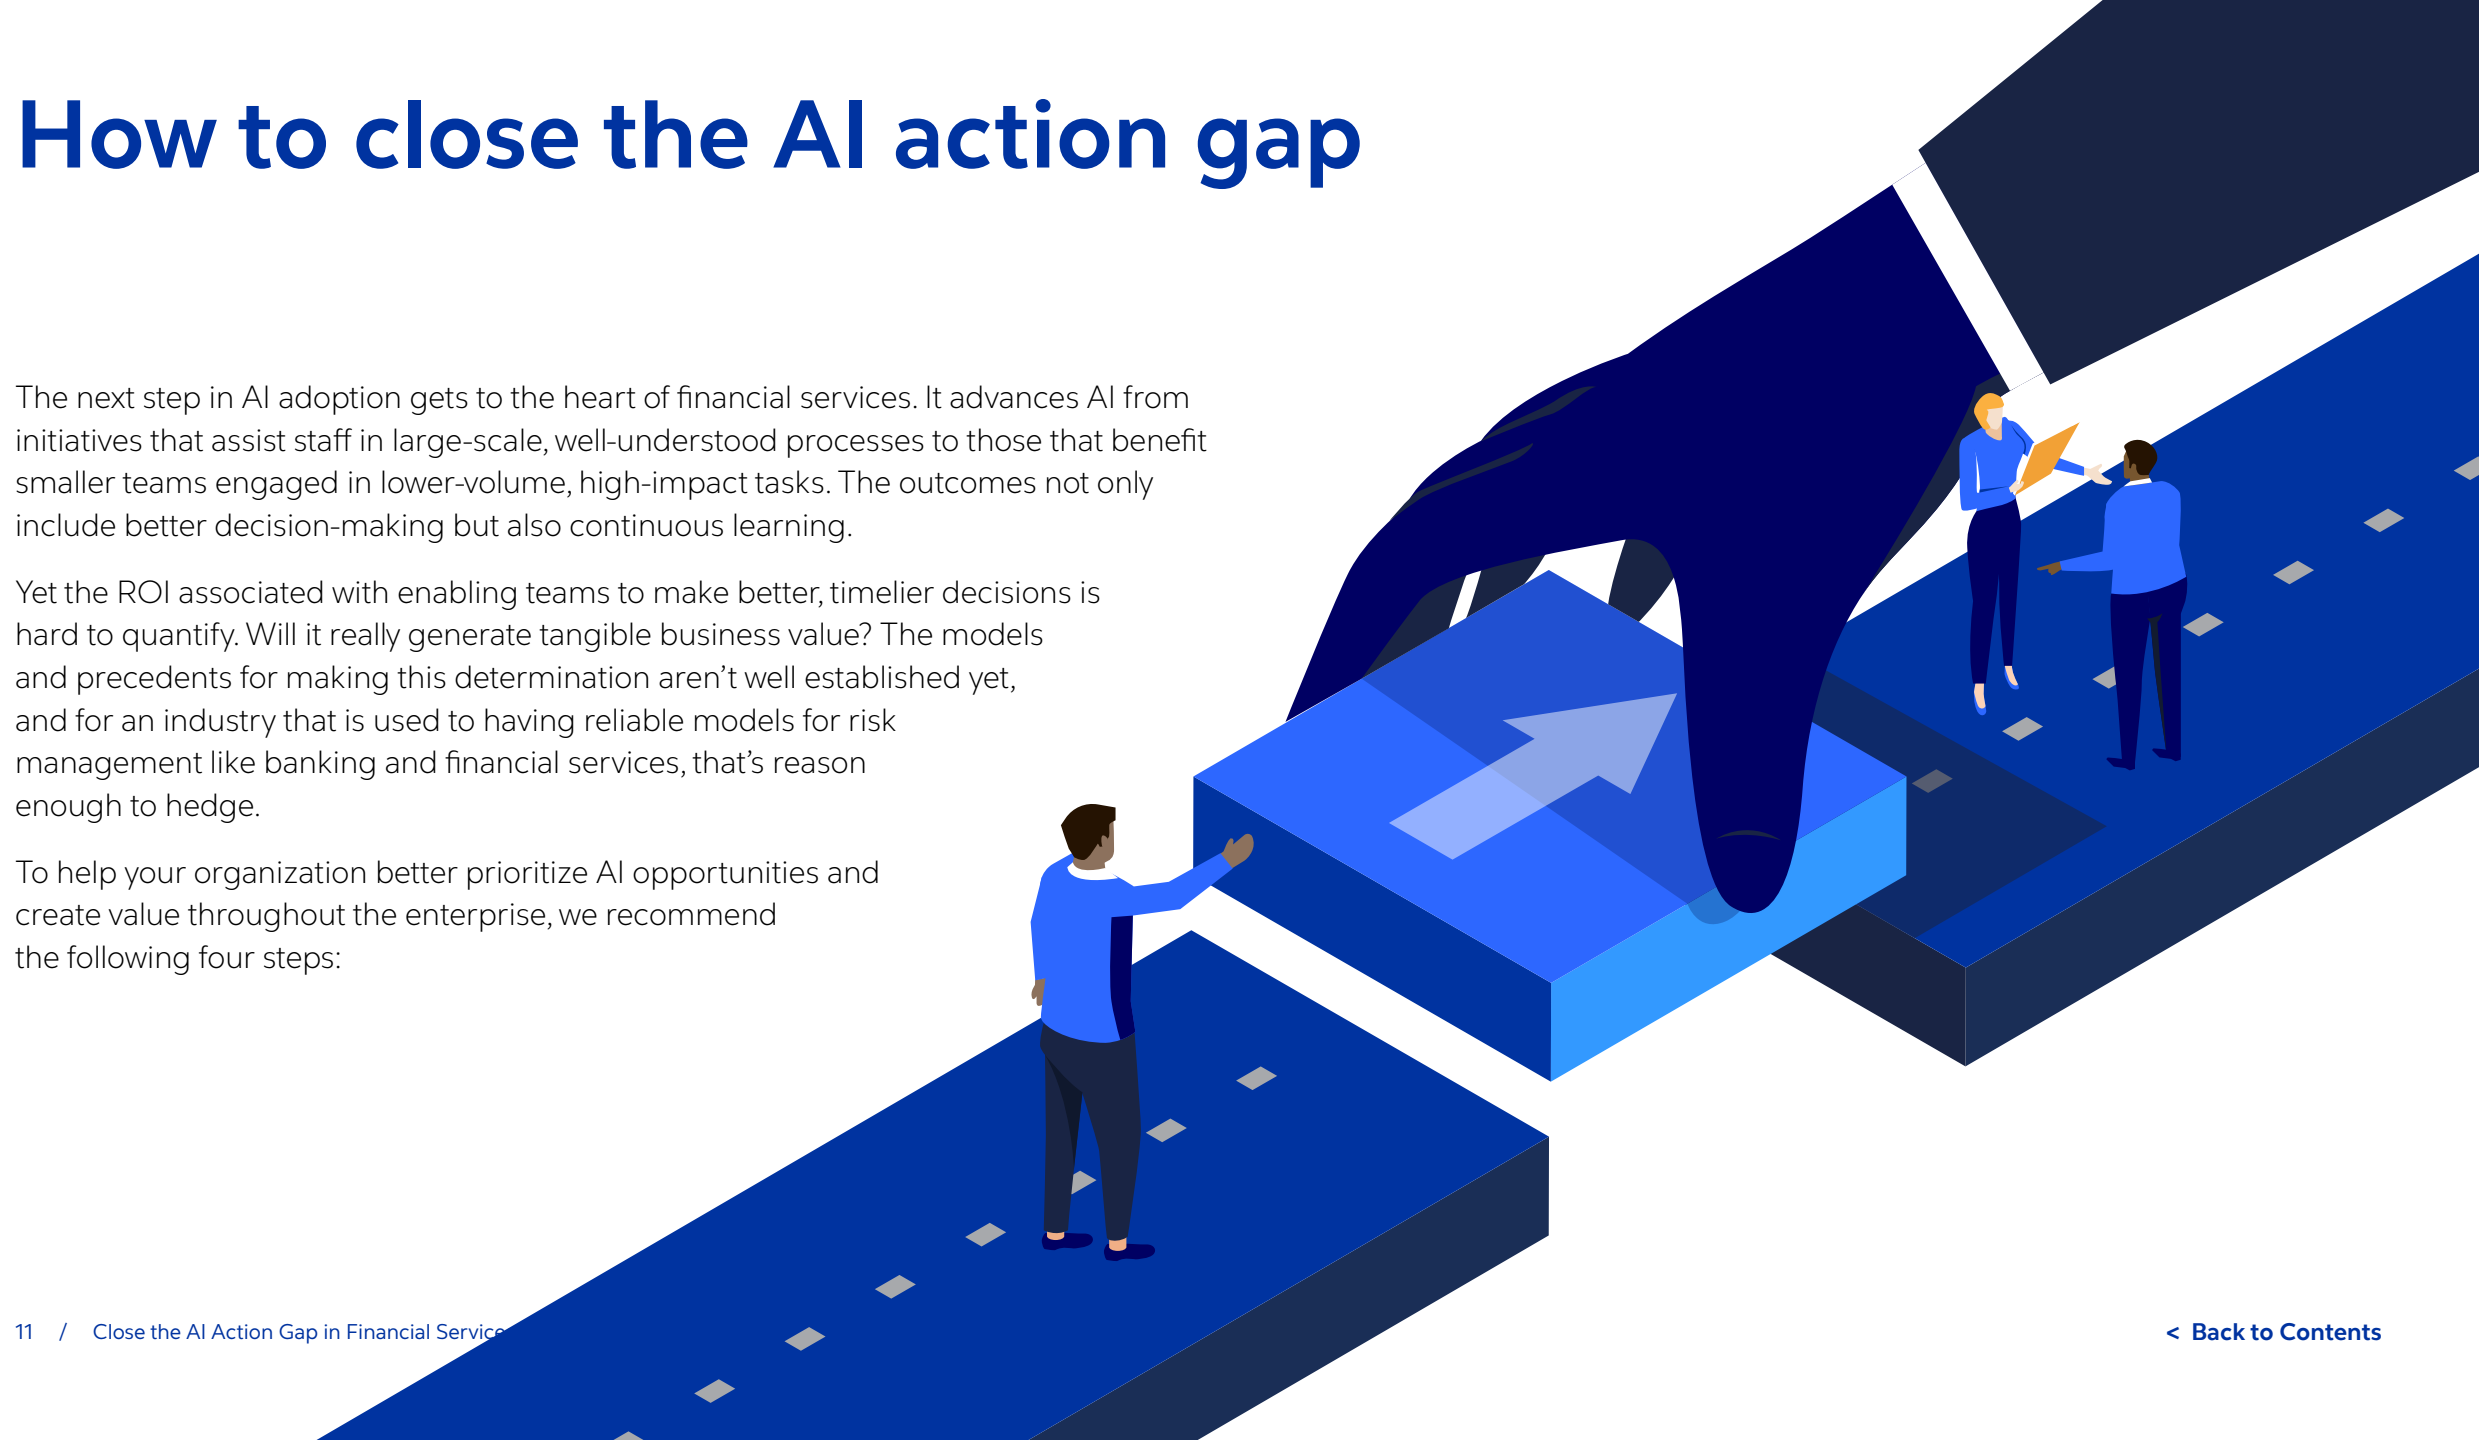 How to close the AI action gap
The next step in AI adoption gets to the heart of financial services. It advances AI from
initiatives that assist staff in large-scale, well-understood processes to those that benefit
smaller teams engaged in lower-volume, high-impact tasks. The outcomes not only
include better decision-making but also continuous learning.
Yet the ROI associated with enabling teams to make better, timelier decisions is
hard to quantify. Will it really generate tangible business value? The models
and precedents for making this determination aren’t well established yet,
and for an industry that is used to having reliable models for risk
management like banking and financial services, that’s reason
enough to hedge.
To help your organization better prioritize AI opportunities and
create value throughout the enterprise, we recommend
the following four steps:
11 / Close the AI Action Gap in Financial Service
< Back to Contents